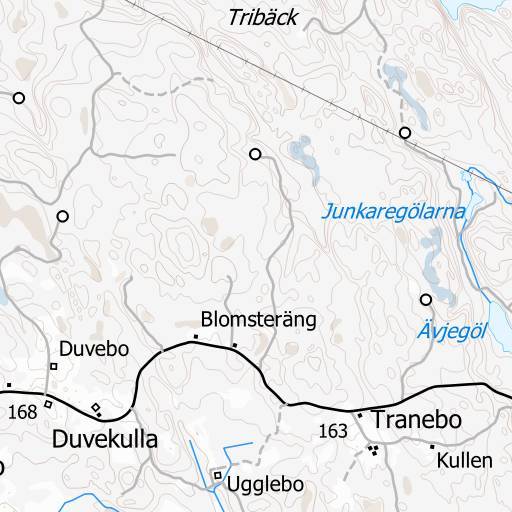 Tribäck
Junkaregölarna
Blomsteräng
Ävjegöl
Duvebo
168
Duvekulla
163
Tranebo
Kullen
Ugglebo
o